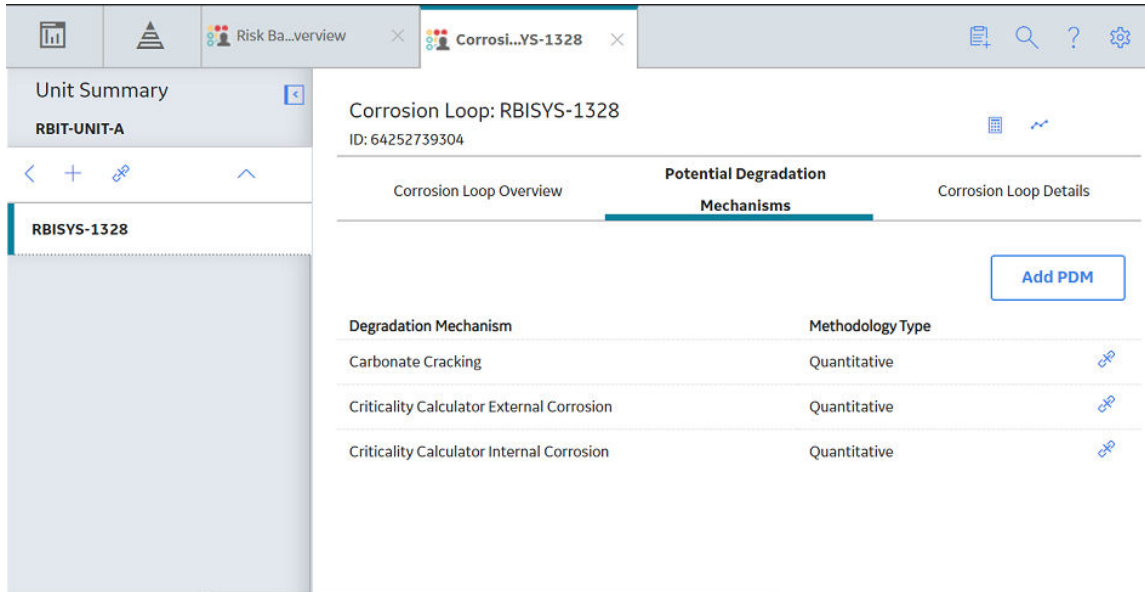 Risk Ba...verview
Corrosi...YS-1328
Unit Summary
RBIT-UNIT-A
RBISYS-1328
Corrosion Loop: RBISYS-1328
ID: 64252739304
Corrosion Loop Overview
Potential Degradation
Mechanisms
Corrosion Loop Details
Add PDM
Degradation Mechanism Methodology Type
Carbonate Cracking Quantitative
Criticality Calculator External Corrosion Quantitative
Criticality Calculator Internal Corrosion Quantitative